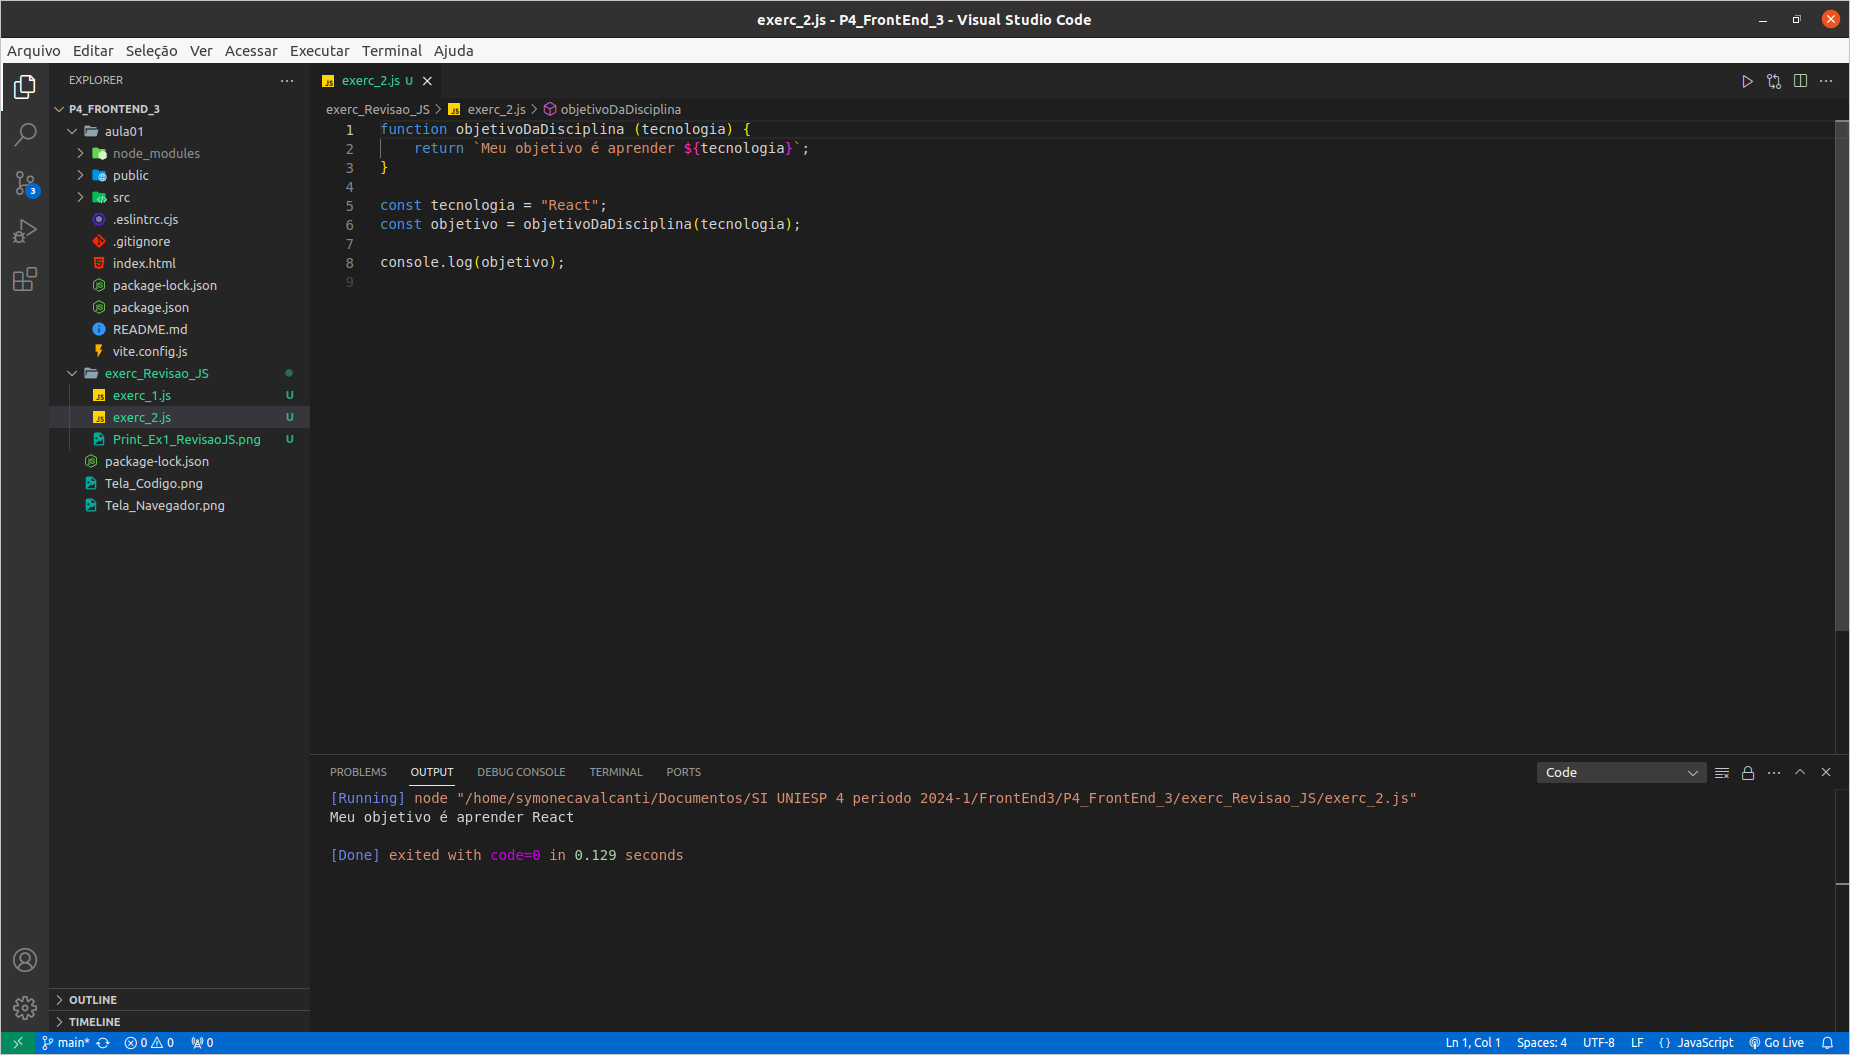 exerc_2.js - P4_FrontEnd_3 - Visual Studio Code
Arquivo Editar Seleção Ver Acessar Executar Terminal Ajuda
EXPLORER
P4_FRONTEND_3
aula01
node_modules
public
src
.eslintrc.cjs
.gitignore
index.html
package-lock.json
package.json
README.md
vite.config.js
exerc_Revisao_JS
exerc_1.js U
exerc_2.js U
Print_Ex1_RevisaoJS.png U
package-lock.json
Tela_Codigo.png
Tela_Navegador.png
OUTLINE
TIMELINE
3
JS exerc_2.js U
exerc_Revisao_JS > JS exerc_2.js > objetivoDaDisciplina
1 function objetivoDaDisciplina (tecnologia) {
2     return `Meu objetivo é aprender ${tecnologia}`;
3 }
4
5 const tecnologia = "React";
6 const objetivo = objetivoDaDisciplina(tecnologia);
7
8 console.log(objetivo);
9
PROBLEMS OUTPUT DEBUG CONSOLE TERMINAL PORTS Code
[Running] node "/home/symonecavalcanti/Documentos/SI UNIESP 4 periodo 2024-1/FrontEnd3/P4_FrontEnd_3/exerc_Revisao_JS/exerc_2.js"
Meu objetivo é aprender React
[Done] exited with code=0 in 0.129 seconds
main* 0 0 0 Ln 1, Col 1 Spaces: 4 UTF-8 LF {} JavaScript Go Live